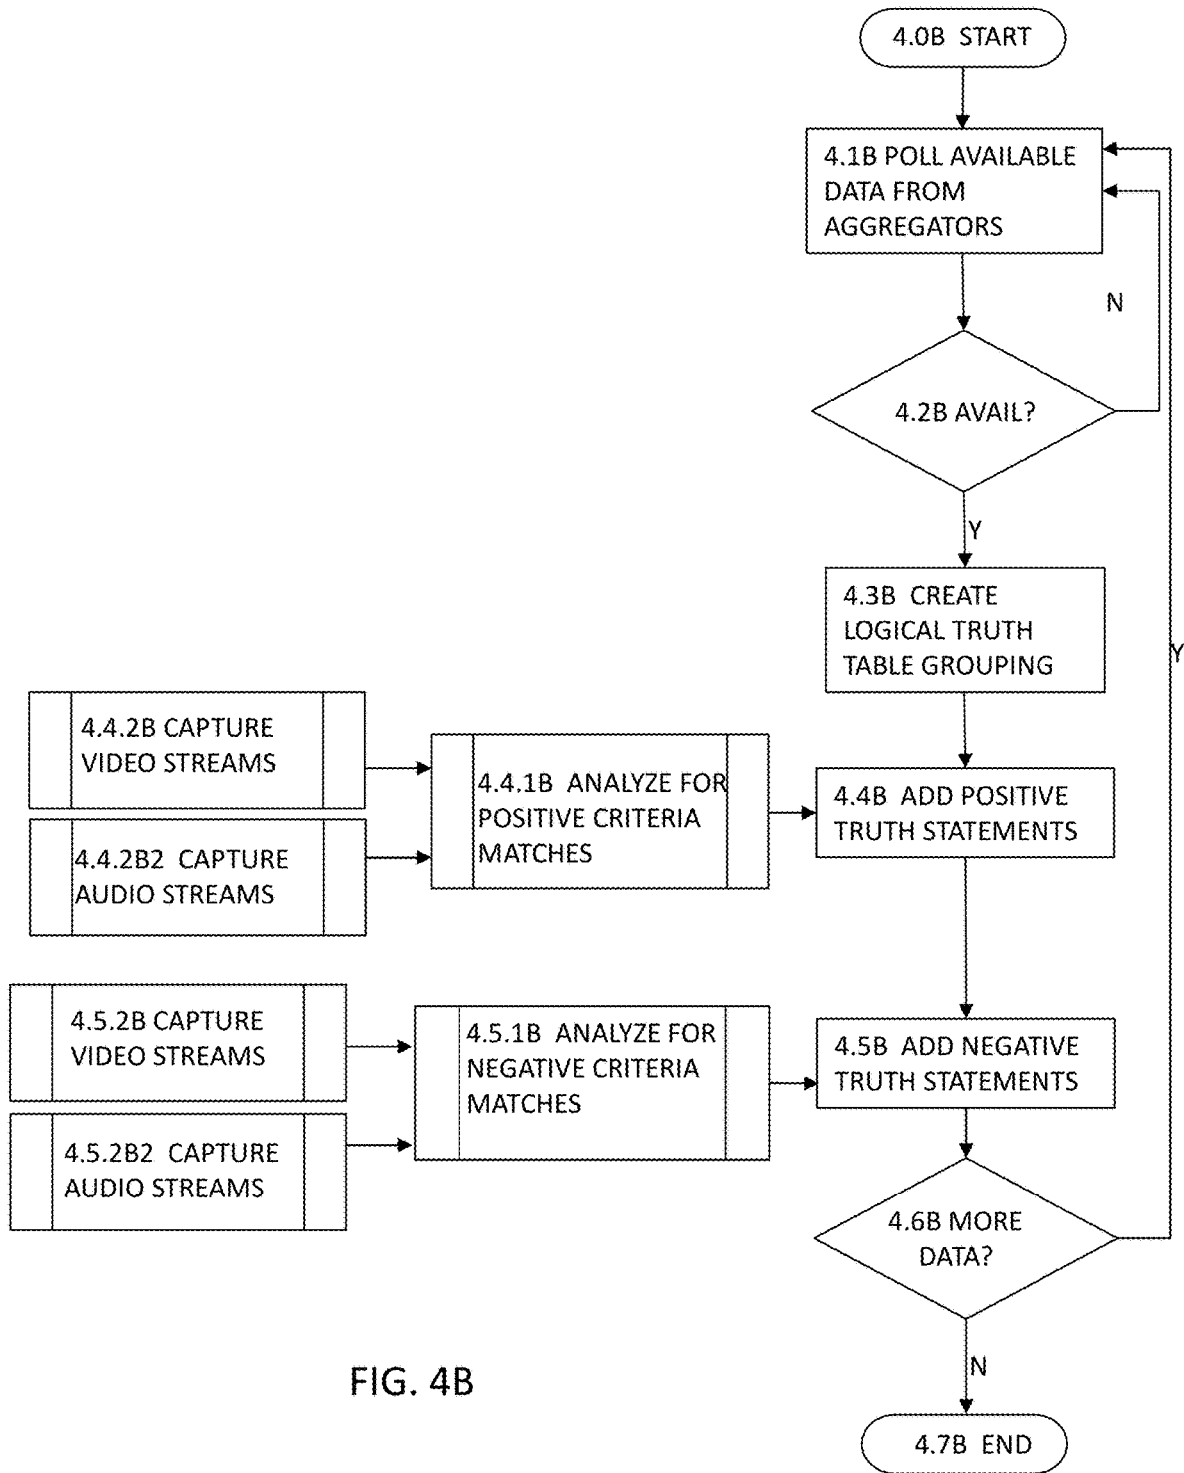 4.0B START
4.1B POLL AVAILABLE
DATA FROM
AGGREGATORS
N
4.2B AVAIL?
Y
4.3B CREATE
LOGICAL TRUTH
TABLE GROUPING
Y
4.4.2B CAPTURE
VIDEO STREAMS
4.4.2B2 CAPTURE
AUDIO STREAMS
4.4.1B ANALYZE FOR
POSITIVE CRITERIA
MATCHES
4.4B ADD POSITIVE
TRUTH STATEMENTS
4.5.2B CAPTURE
VIDEO STREAMS
4.5.2B2 CAPTURE
AUDIO STREAMS
4.5.1B ANALYZE FOR
NEGATIVE CRITERIA
MATCHES
4.5B ADD NEGATIVE
TRUTH STATEMENTS
4.6B MORE
DATA?
N
4.7B END
FIG. 4B